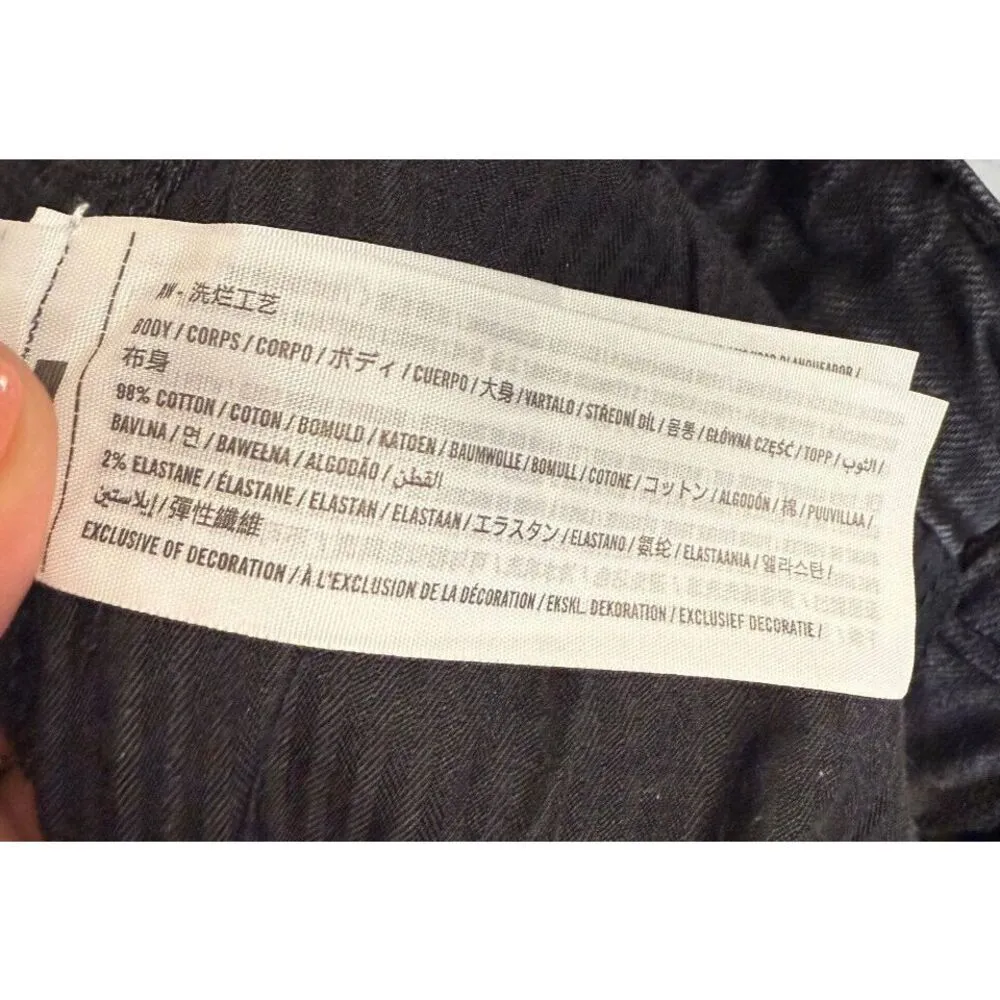 洗烂工艺
BODY / CORPS / CORPO / ボディ / CUERPO / 大身 / VARTALO / STŘEDNÍ DÍL / 몸통 / GŁÓWNA CZĘŚĆ / TOPP / الثوب /
布身
98% COTTON / COTON / BOMULD / KATOEN / BAUMWOLLE / BOMULL / COTONE / コットン / ALGODÓN / 棉 / PUUVILLAA /
BAVLNA / 면 / BAWEŁNA / ALGODÃO / القطن
2% ELASTANE / ÉLASTANE / ELASTAN / ELASTAAN / エラスタン / ELASTANO / 氨纶 / ELASTAANIA / 엘라스탄 /
إيلاستين / 彈性纖維
EXCLUSIVE OF DECORATION / À L'EXCLUSION DE LA DÉCORATION / EKSKL. DEKORATION / EXCLUSIEF DECORATIE /